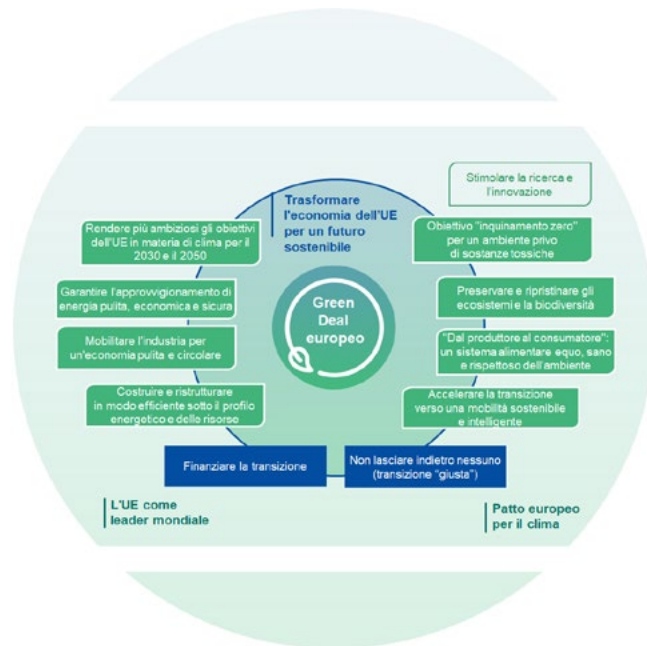 Stimolare la ricerca e
l'innovazione
Trasformare
l'economia dell'UE
per un futuro
sostenibile
Rendere più ambiziosi gli obiettivi
dell'UE in materia di clima per il
2030 e il 2050
Obiettivo "inquinamento zero"
per un ambiente privo
di sostanze tossiche
Garantire l'approvvigionamento di
energia pulita, economica e sicura
Preservare e ripristinare gli
ecosistemi e la biodiversità
Green
Deal
europeo
Mobilitare l'industria per
un'economia pulita e circolare
"Dal produttore al consumatore":
un sistema alimentare equo, sano
e rispettoso dell'ambiente
Costruire e ristrutturare
in modo efficiente sotto il profilo
energetico e delle risorse
Accelerare la transizione
verso una mobilità sostenibile
e intelligente
Finanziare la transizione
Non lasciare indietro nessuno
(transizione "giusta")
L'UE come
leader mondiale
Patto europeo
per il clima